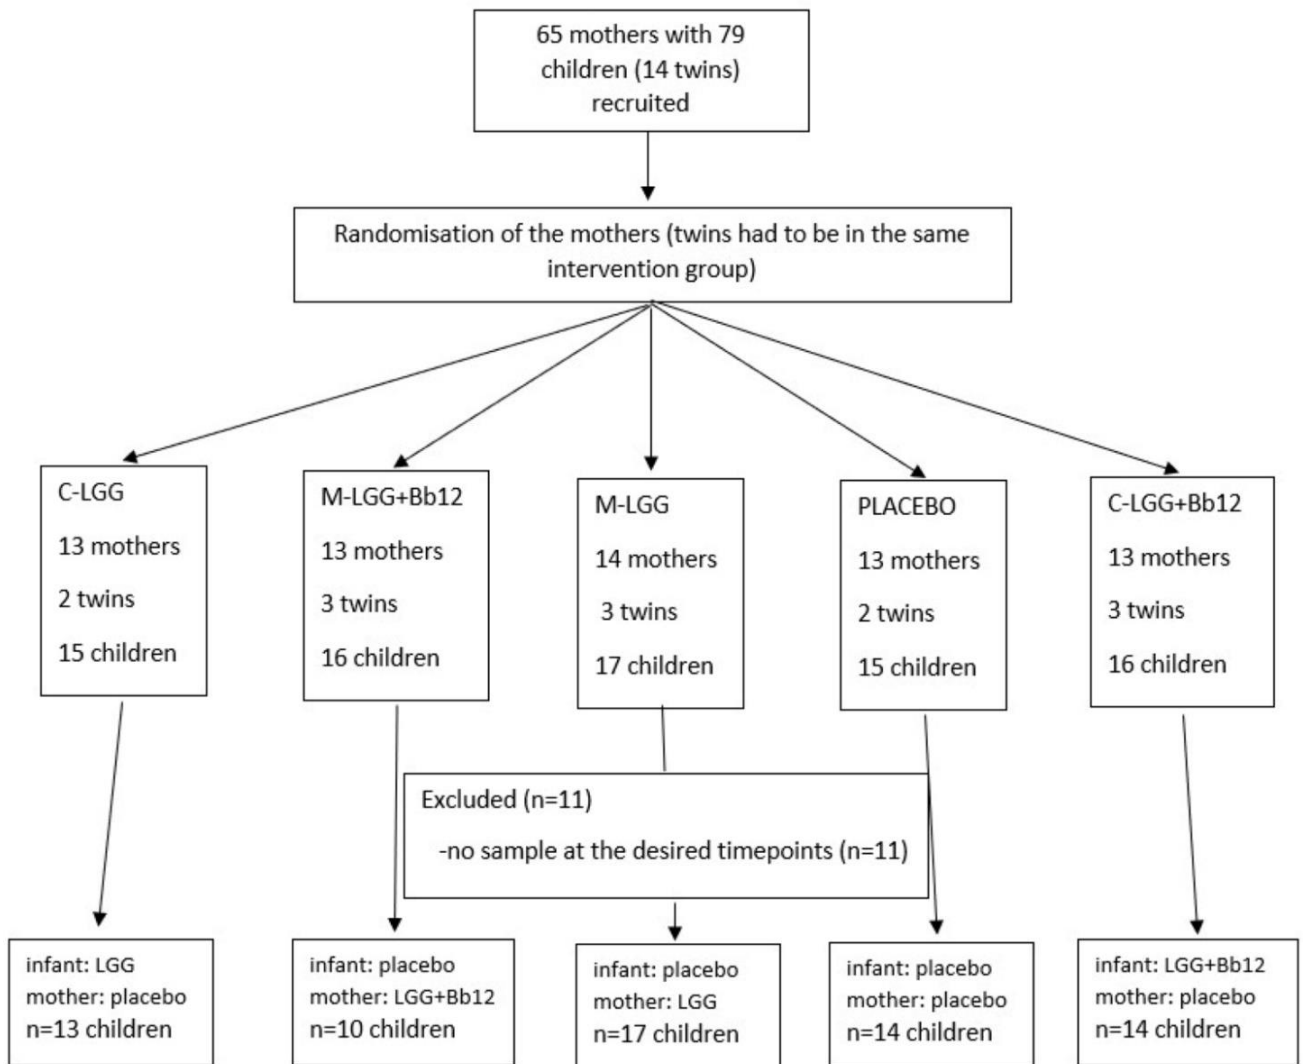 65 mothers with 79
children (14 twins)
recruited
Randomisation of the mothers (twins had to be in the same
intervention group)
C-LGG
13 mothers
2 twins
15 children
M-LGG+Bb12
13 mothers
3 twins
16 children
M-LGG
14 mothers
3 twins
17 children
PLACEBO
13 mothers
2 twins
15 children
C-LGG+Bb12
13 mothers
3 twins
16 children
Excluded (n=11)
-no sample at the desired timepoints (n=11)
infant: LGG
mother: placebo
n=13 children
infant: placebo
mother: LGG+Bb12
n=10 children
infant: placebo
mother: LGG
n=17 children
infant: placebo
mother: placebo
n=14 children
infant: LGG+Bb12
mother: placebo
n=14 children